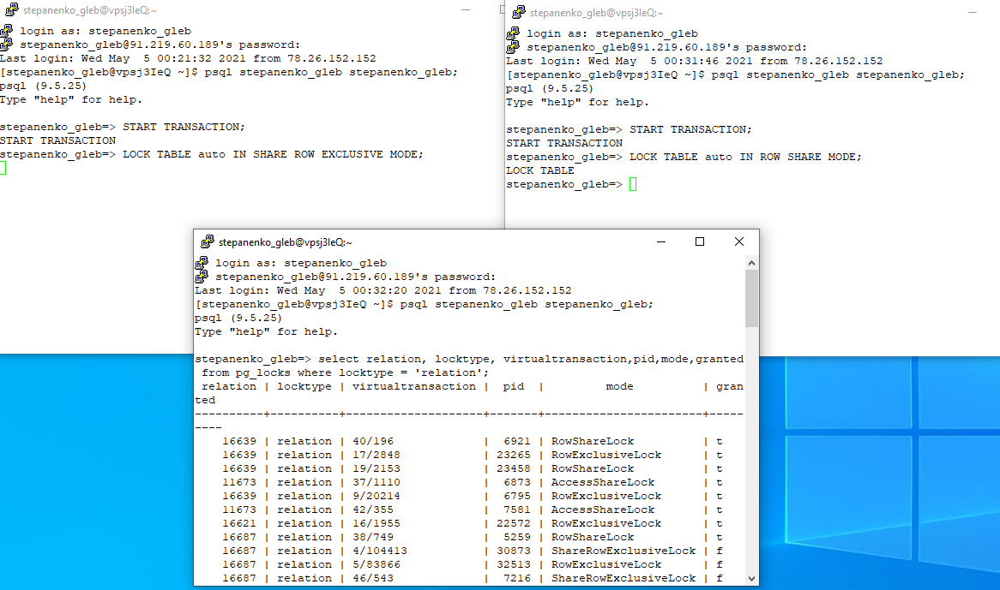 stepanenko_gleb@vpsj3IeQ:~
login as: stepanenko_gleb
stepanenko_gleb@91.219.60.189's password:
Last login: Wed May  5 00:21:32 2021 from 78.26.152.152
[stepanenko_gleb@vpsj3IeQ ~]$ psql stepanenko_gleb stepanenko_gleb;
psql (9.5.25)
Type "help" for help.
stepanenko_gleb=> START TRANSACTION;
START TRANSACTION
stepanenko_gleb=> LOCK TABLE auto IN SHARE ROW EXCLUSIVE MODE;
stepanenko_gleb@vpsj3IeQ:~
login as: stepanenko_gleb
stepanenko_gleb@91.219.60.189's password:
Last login: Wed May  5 00:31:46 2021 from 78.26.152.152
[stepanenko_gleb@vpsj3IeQ ~]$ psql stepanenko_gleb stepanenko_gleb;
psql (9.5.25)
Type "help" for help.
stepanenko_gleb=> START TRANSACTION;
START TRANSACTION
stepanenko_gleb=> LOCK TABLE auto IN ROW SHARE MODE;
LOCK TABLE
stepanenko_gleb=>
stepanenko_gleb@vpsj3IeQ:~
login as: stepanenko_gleb
stepanenko_gleb@91.219.60.189's password:
Last login: Wed May  5 00:32:20 2021 from 78.26.152.152
[stepanenko_gleb@vpsj3IeQ ~]$ psql stepanenko_gleb stepanenko_gleb;
psql (9.5.25)
Type "help" for help.
stepanenko_gleb=> select relation, locktype, virtualtransaction,pid,mode,granted
 from pg_locks where locktype = 'relation';
 relation | locktype | virtualtransaction |  pid  |         mode          | gran
ted
----------+----------+--------------------+-------+-----------------------+-----
----
    16639 | relation | 40/196             |  6921 | RowShareLock          | t
    16639 | relation | 17/2848            | 23265 | RowExclusiveLock      | t
    16639 | relation | 19/2153            | 23458 | RowShareLock          | t
    11673 | relation | 37/1110            |  6873 | AccessShareLock       | t
    16639 | relation | 9/20214            |  6795 | RowExclusiveLock      | t
    11673 | relation | 42/355             |  7581 | AccessShareLock       | t
    16621 | relation | 16/1955            | 22572 | RowExclusiveLock      | t
    16687 | relation | 38/749             |  5259 | RowShareLock          | t
    16687 | relation | 4/104413           | 30873 | ShareRowExclusiveLock | f
    16687 | relation | 5/83866            | 32513 | RowExclusiveLock      | f
    16687 | relation | 46/543             |  7216 | ShareRowExclusiveLock | f